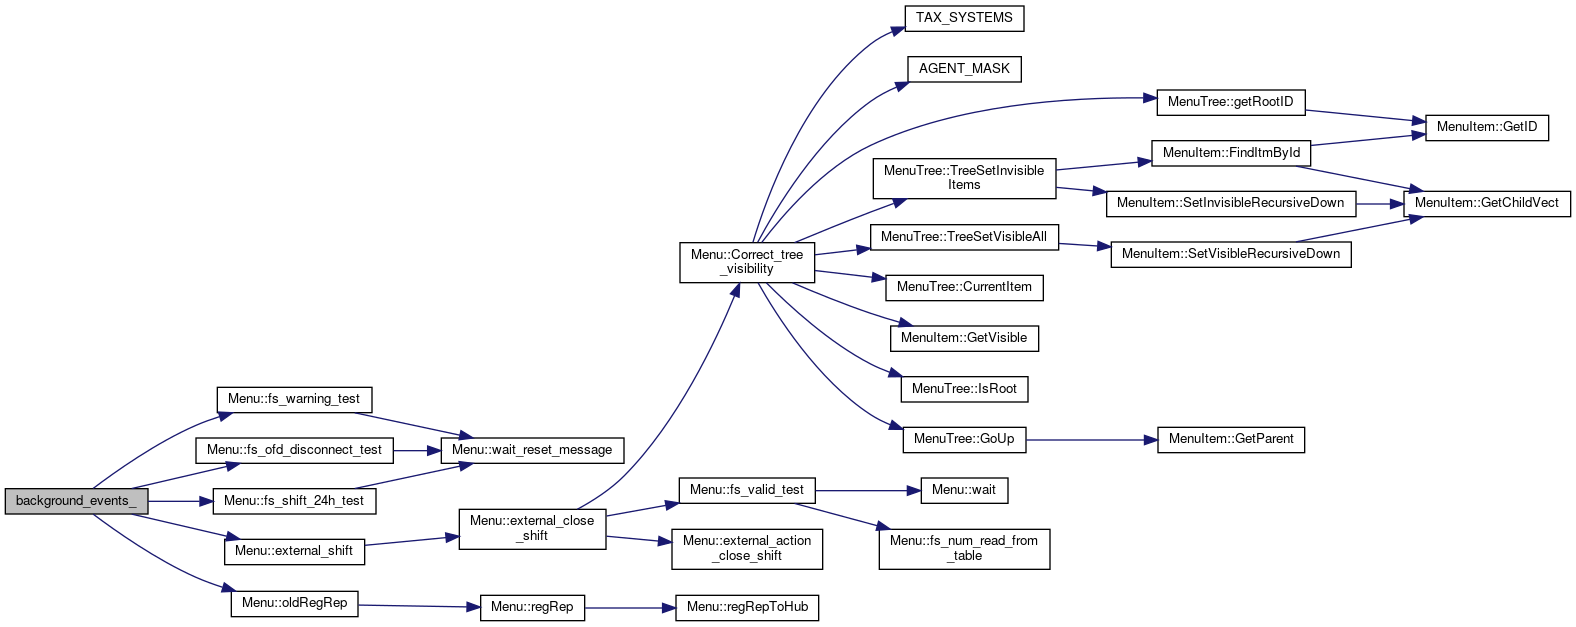 TAX_SYSTEMS
AGENT_MASK
MenuTree::getRootID
MenuItem::GetID
MenuItem::FindItmById
MenuTree::TreeSetInvisible
Items
MenuItem::SetInvisibleRecursiveDown
MenuItem::GetChildVect
MenuTree::TreeSetVisibleAll
MenuItem::SetVisibleRecursiveDown
Menu::Correct_tree
_visibility
MenuTree::CurrentItem
MenuItem::GetVisible
MenuTree::IsRoot
Menu::fs_warning_test
MenuTree::GoUp
MenuItem::GetParent
Menu::fs_ofd_disconnect_test
Menu::wait_reset_message
background_events_
Menu::fs_shift_24h_test
Menu::fs_valid_test
Menu::wait
Menu::external_close
_shift
Menu::external_shift
Menu::external_action
_close_shift
Menu::fs_num_read_from
_table
Menu::oldRegRep
Menu::regRep
Menu::regRepToHub